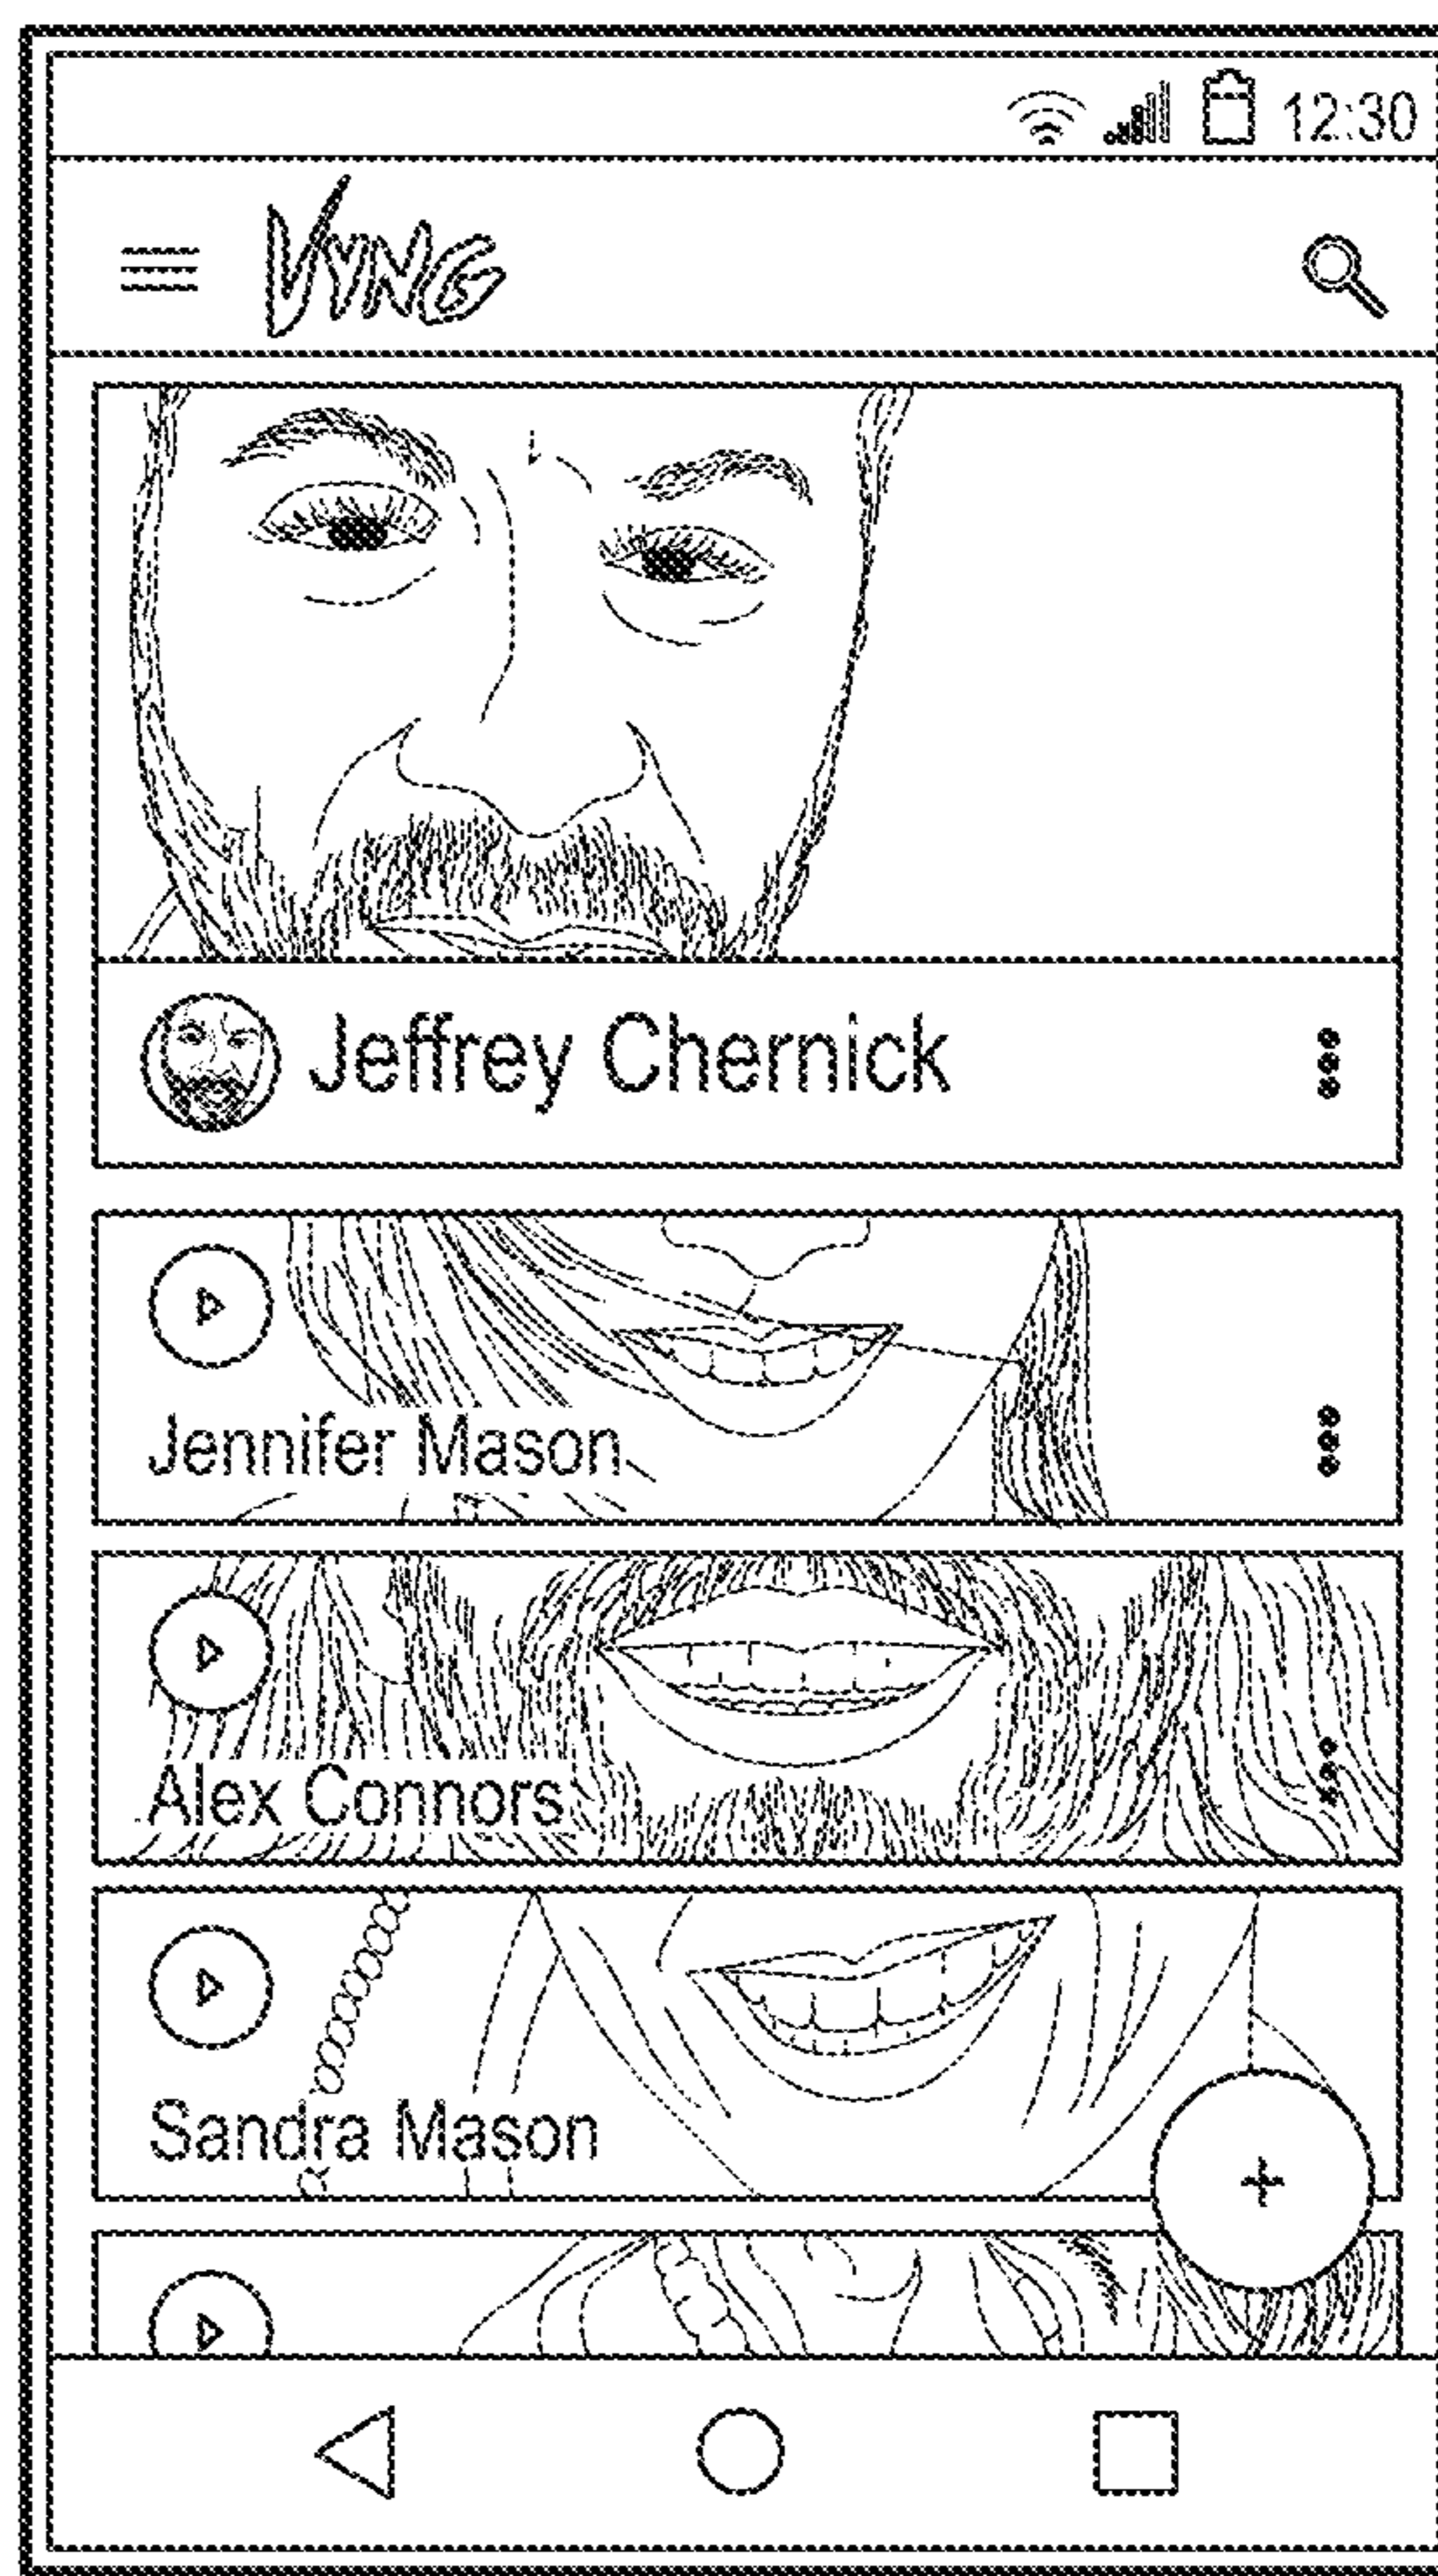 12:30
VYNG
Jeffrey Chernick
Jennifer Mason
Alex Connors
Sandra Mason